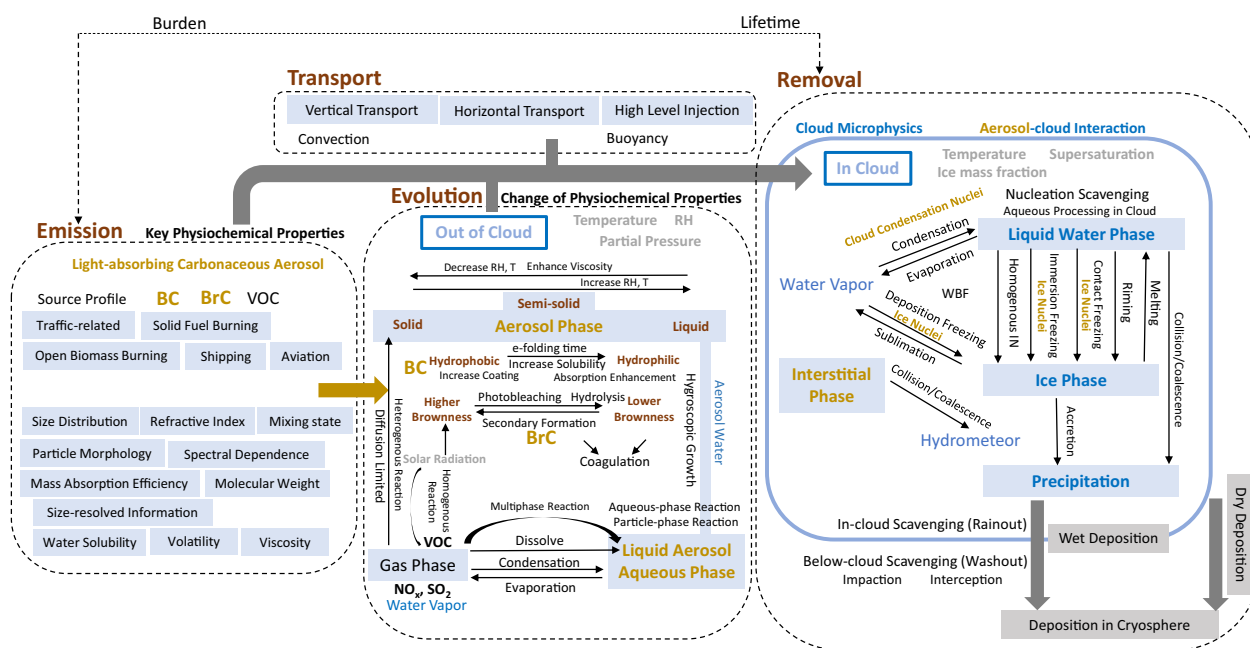 Burden
Lifetime
Transport
Vertical Transport
Horizontal Transport
High Level Injection
Convection
Buoyancy
Emission
Key Physiochemical Properties
Light-absorbing Carbonaceous Aerosol
Source Profile
BC
BrC
VOC
Traffic-related
Solid Fuel Burning
Open Biomass Burning
Shipping
Aviation
Size Distribution
Refractive Index
Mixing state
Particle Morphology
Spectral Dependence
Mass Absorption Efficiency
Molecular Weight
Size-resolved Information
Water Solubility
Volatility
Viscosity
Evolution
Change of Physiochemical Properties
Out of Cloud
Temperature
RH
Partial Pressure
Decrease RH, T
Enhance Viscosity
Increase RH, T
Semi-solid
Solid
Aerosol Phase
Liquid
BC
Hydrophobic
e-folding time
Hydrophilic
Increase Solubility
Increase Coating
Absorption Enhancement
Higher
Brownness
Photobleaching
Hydrolysis
Lower
Brownness
Secondary Formation
BrC
Solar Radiation
Coagulation
Diffusion Limited
Heterogenous Reaction
Homogenous
Reaction
Hygroscopic Growth
Aerosol Water
Multiphase Reaction
Aqueous-phase Reaction
Particle-phase Reaction
VOC
Dissolve
Gas Phase
Condensation
Liquid Aerosol
Aqueous Phase
Evaporation
NOx, SO2
Water Vapor
Removal
Cloud Microphysics
Aerosol-cloud Interaction
In Cloud
Temperature
Supersaturation
Ice mass fraction
Cloud Condensation Nuclei
Nucleation Scavenging
Aqueous Processing in Cloud
Condensation
Liquid Water Phase
Evaporation
Water Vapor
WBF
Homogenous IN
Immersion Freezing
Ice Nuclei
Contact Freezing
Ice Nuclei
Riming
Melting
Collision/Coalescence
Deposition Freezing
Ice Nuclei
Sublimation
Interstitial
Phase
Ice Phase
Collision/Coalescence
Hydrometeor
Accretion
Precipitation
In-cloud Scavenging (Rainout)
Wet Deposition
Dry Deposition
Below-cloud Scavenging (Washout)
Impaction
Interception
Deposition in Cryosphere